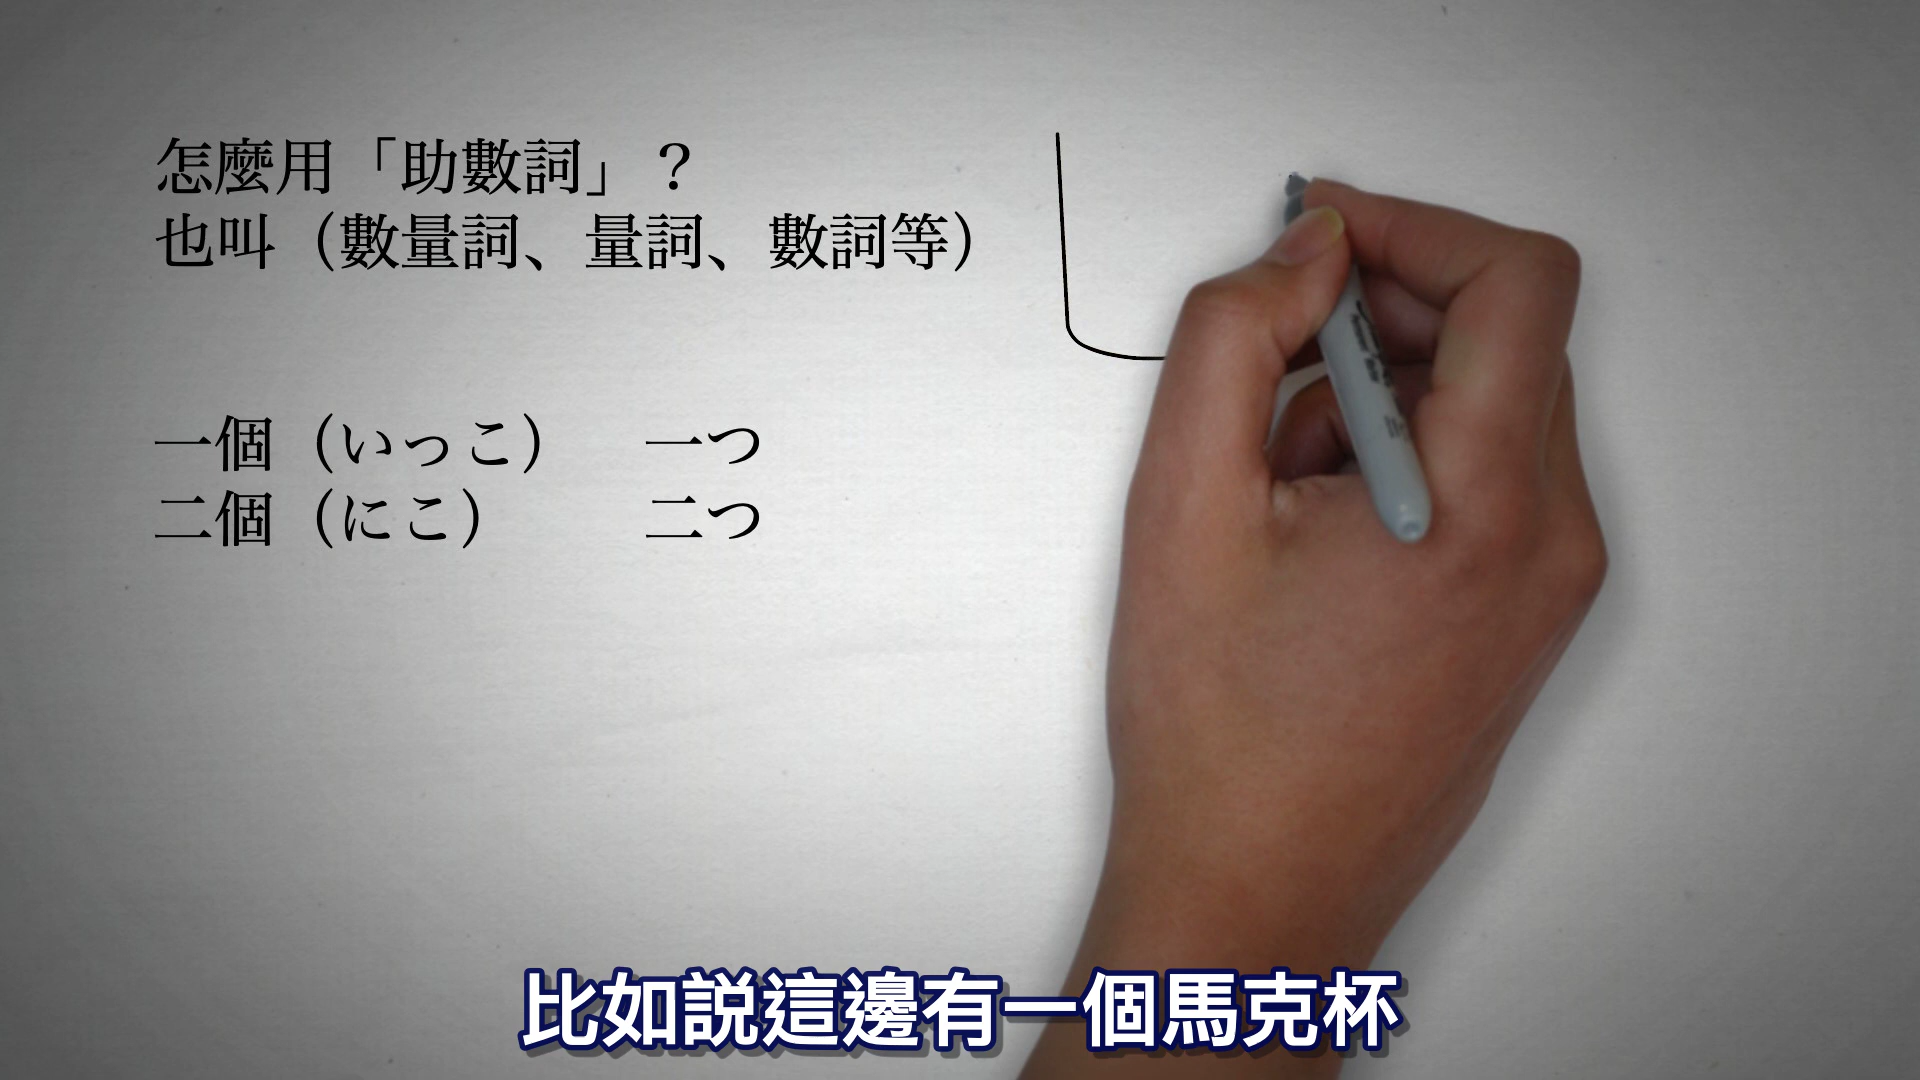 怎麼用「助數詞」？
也叫（數量詞、量詞、數詞等）
一個（いっこ）　一つ
二個（にこ）　二つ
比如説這邊有一個馬克杯